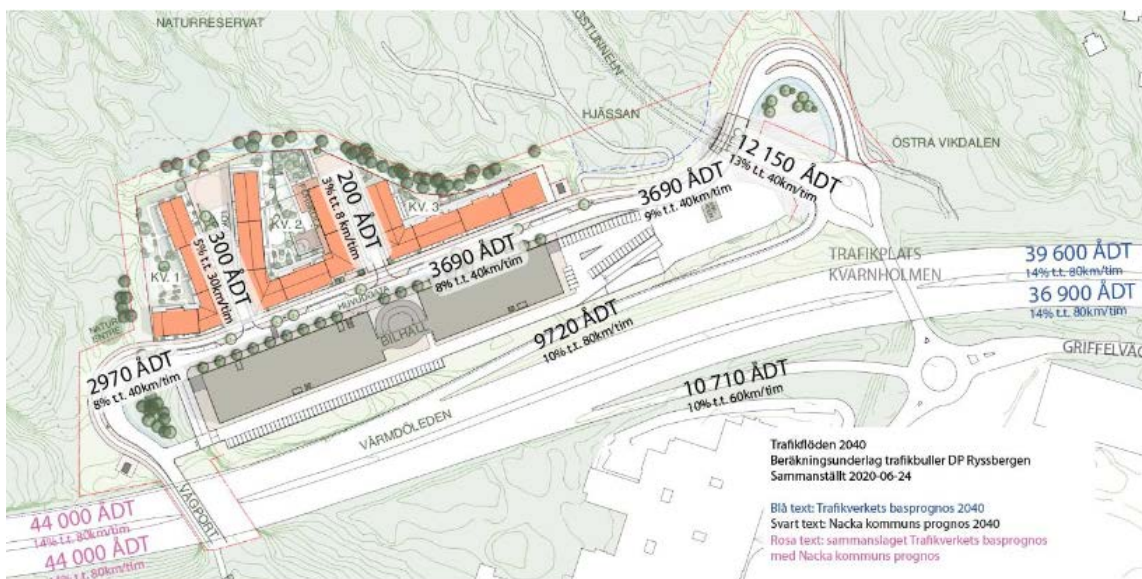 NATURRESERVAT
HJÄSSAN
ÖSTRA VIKDALEN
12 150 ÅDT
13% t.t. 40km/tim
3690 ÅDT
9% t.t. 40km/tim
200 ÅDT
3% t.t. 8 km/tim
KV. 3
KV. 2
KV. 1
300 ÅDT
5% t.t. 30km/tim
3690 ÅDT
8% t.t. 40km/tim
TRAFIKPLATS
KVARNHOLMEN
39 600 ÅDT
14% t.t. 80km/tim
36 900 ÅDT
14% t.t. 80km/tim
HUVUDGATA
BILHALL
9720 ÅDT
10% t.t. 80km/tim
NATUR
ENTRÉ
2970 ÅDT
8% t.t. 40km/tim
GRIFFELVÄG
10 710 ÅDT
10% t.t. 60km/tim
VÄRMDÖLEDEN
VÄGPORT
44 000 ÅDT
14% t.t. 80km/tim
44 000 ÅDT
t.t. 80km/tim
Trafikflöden 2040
Beräkningsunderlag trafikbuller DP Ryssbergen
Sammanställt 2020-06-24
Blå text: Trafikverkets basprognos 2040
Svart text: Nacka kommuns prognos 2040
Rosa text: sammanslaget Trafikverkets basprognos
med Nacka kommuns prognos